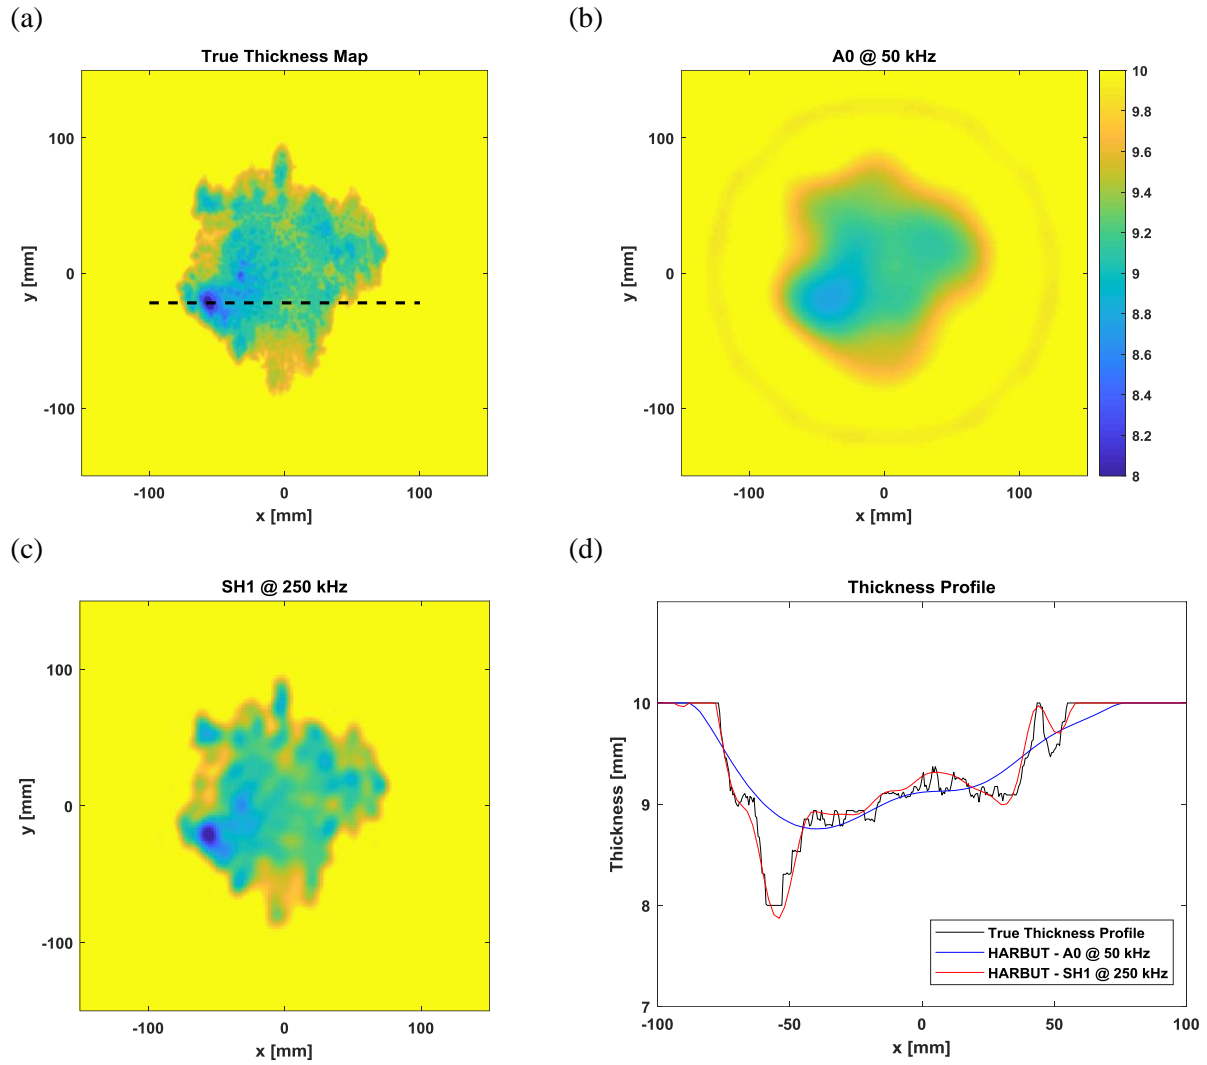 (a)
True Thickness Map
100
0
-100
y [mm]
-100
0
100
x [mm]
(b)
A0 @ 50 kHz
100
0
-100
y [mm]
-100
0
100
x [mm]
10
9.8
9.6
9.4
9.2
9
8.8
8.6
8.4
8.2
8
(c)
SH1 @ 250 kHz
100
0
-100
y [mm]
-100
0
100
x [mm]
(d)
Thickness Profile
10
9
8
7
Thickness [mm]
-100
-50
0
50
100
x [mm]
True Thickness Profile
HARBUT - A0 @ 50 kHz
HARBUT - SH1 @ 250 kHz